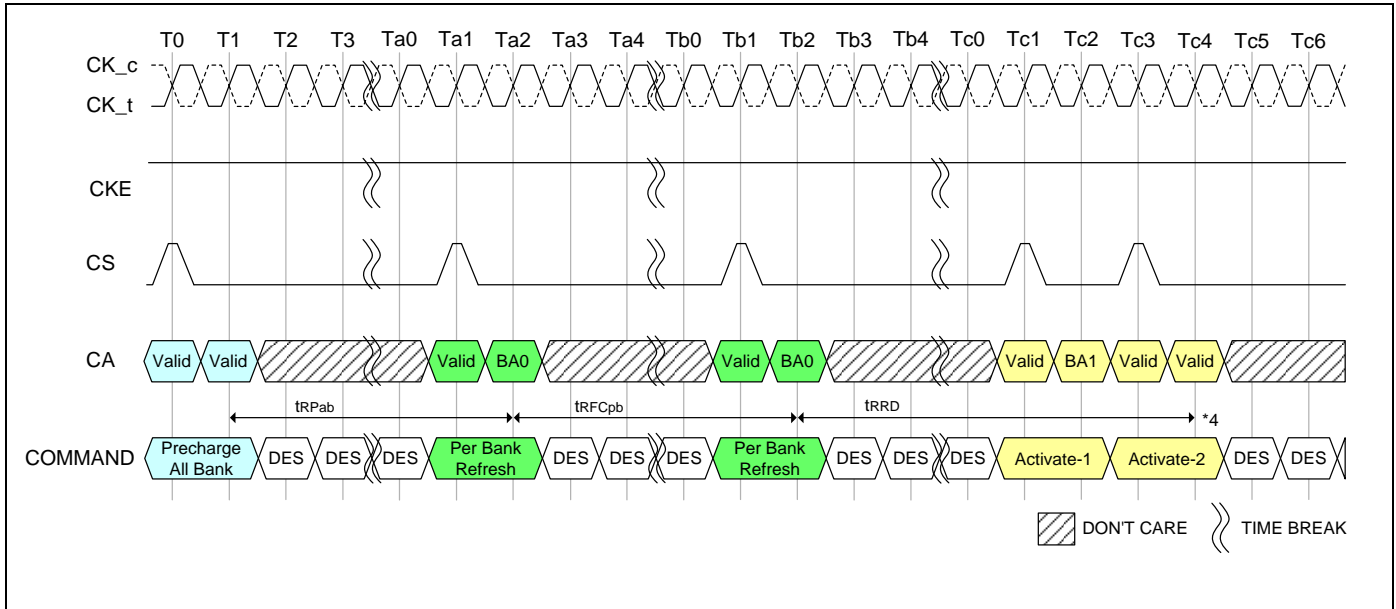 T0 T1 T2 T3 Ta0 Ta1 Ta2 Ta3 Ta4 Tb0 Tb1 Tb2 Tb3 Tb4 Tc0 Tc1 Tc2 Tc3 Tc4 Tc5 Tc6
CK_c
CK_t
CKE
CS
CA Valid Valid Valid BA0 Valid BA0 Valid BA1 Valid Valid
tRPab tRFCpb tRRD *4
COMMAND Precharge All Bank DES DES DES Per Bank Refresh DES DES DES Per Bank Refresh DES DES DES Activate-1 Activate-2 DES DES
DON'T CARE TIME BREAK